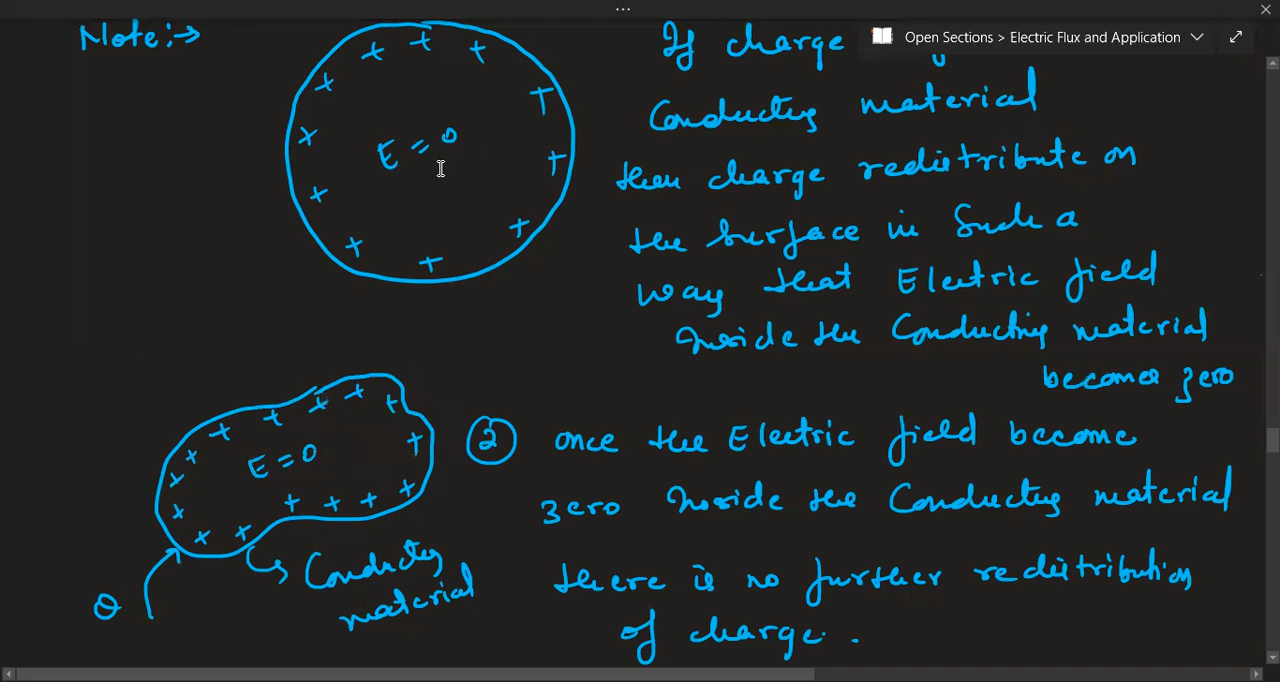 Note:→
If charge
Open Sections > Electric Flux and Application
Conducting material
then charge redistribute on
the surface in such a
way that Electric field
Inside the Conducting material
becomes zero
+ + + + + + + + + + + +
E = 0
② once the Electric field become
zero Inside the Conducting material
there is no further redistribution
of charge.
+ + + + + + + + + + + + + + +
E = 0
Q
Conducting
material